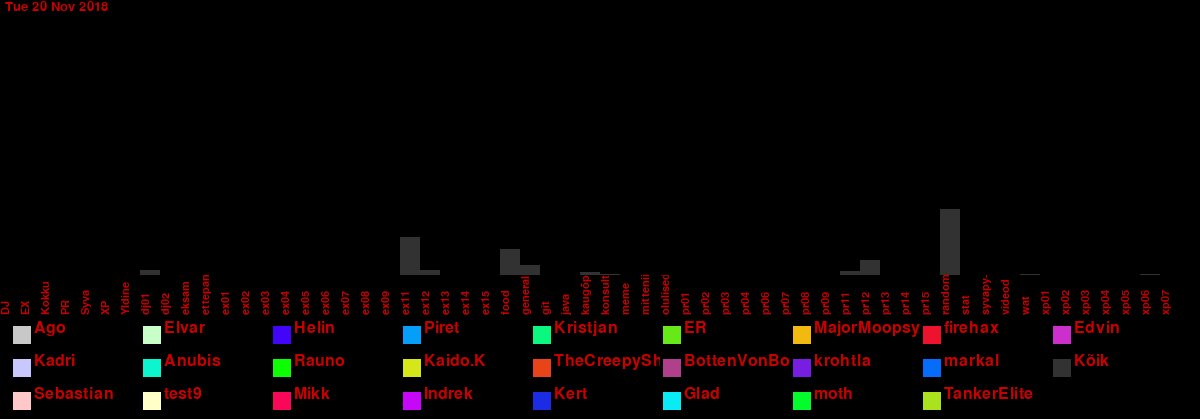 Tue 20 Nov 2018
DJ EX Kokku PR Syva XP Yldine dj01 dj02 eksam ettepan ex01 ex02 ex03 ex04 ex05 ex06 ex07 ex08 ex09 ex11 ex12 ex13 ex14 ex15 food general git java kaugõp konsult meme mittenii olulised pr01 pr02 pr03 pr04 pr06 pr07 pr08 pr09 pr11 pr12 pr13 pr14 pr15 random stat syvapy- videod wat xp01 xp02 xp03 xp04 xp05 xp06 xp07
Ago Elvar Helin Piret Kristjan ER MajorMoopsy firehax Edvin
Kadri Anubis Rauno Kaido.K TheCreepySh BottenVonBo krohtla markal Kõik
Sebastian test9 Mikk Indrek Kert Glad moth TankerElite